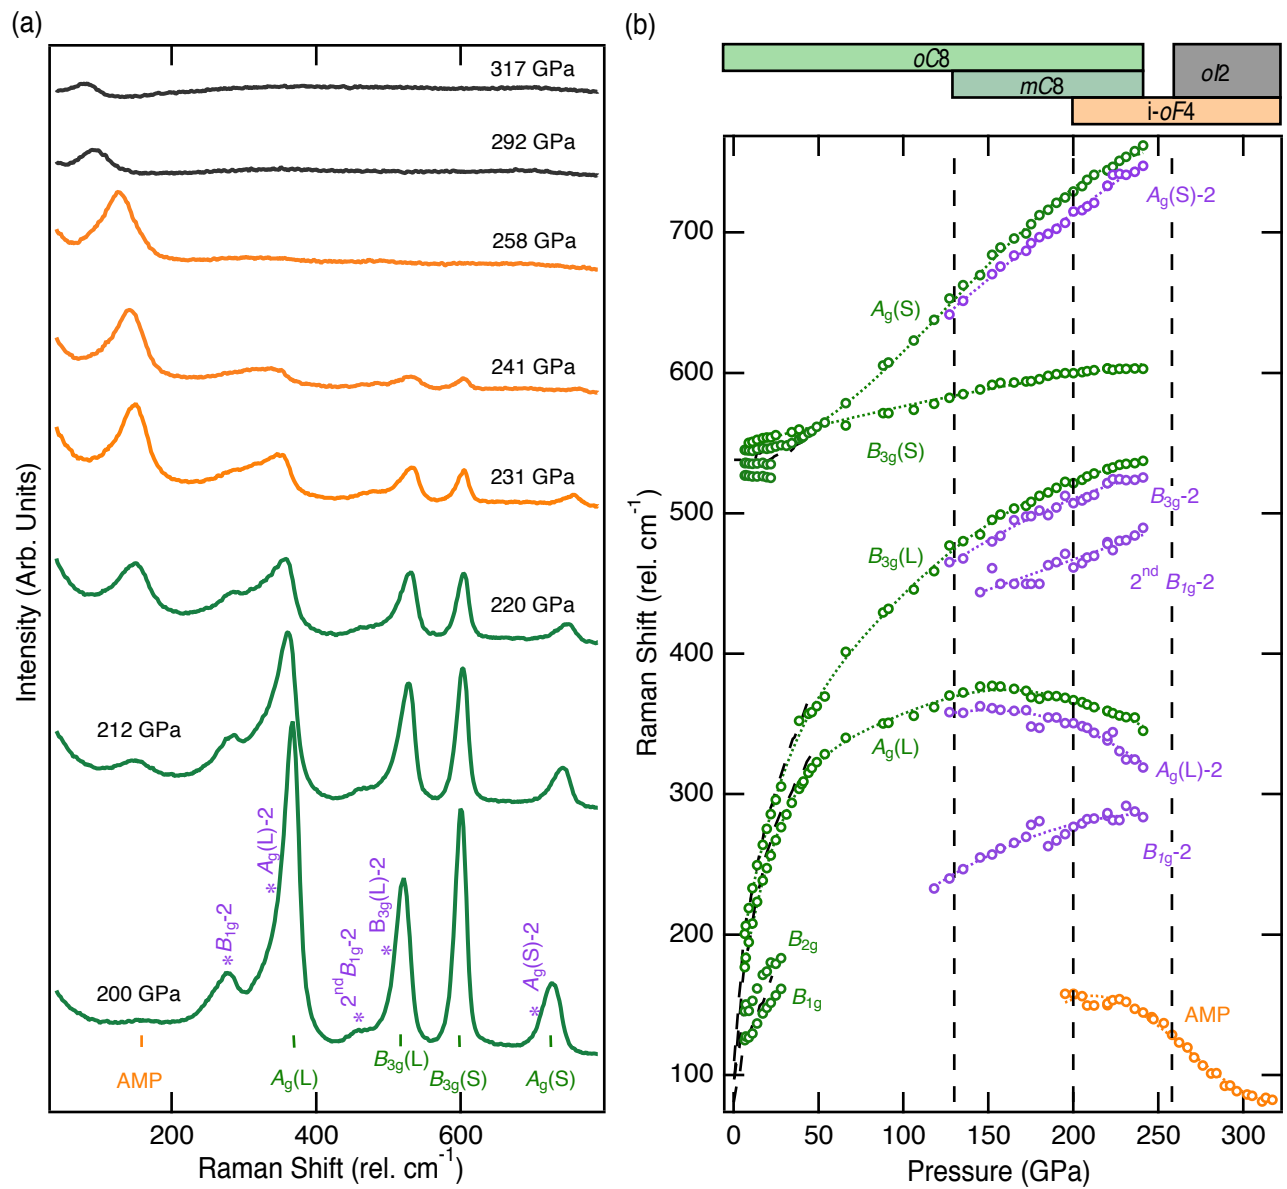 (a)
317 GPa
292 GPa
258 GPa
241 GPa
231 GPa
220 GPa
212 GPa
200 GPa
* B1g-2
* Ag(L)-2
* 2nd B1g-2
* B3g(L)-2
* Ag(S)-2
AMP
Ag(L)
B3g(L)
B3g(S)
Ag(S)
200
400
600
Raman Shift (rel. cm-1)
Intensity (Arb. Units)
(b)
oC8
mC8
oI2
i-oF4
700
600
500
400
300
200
100
Raman Shift (rel. cm-1)
Ag(S)-2
Ag(S)
B3g(S)
B3g-2
B3g(L)
2nd B1g-2
Ag(L)
Ag(L)-2
B1g-2
B2g
B1g
AMP
0
50
100
150
200
250
300
Pressure (GPa)